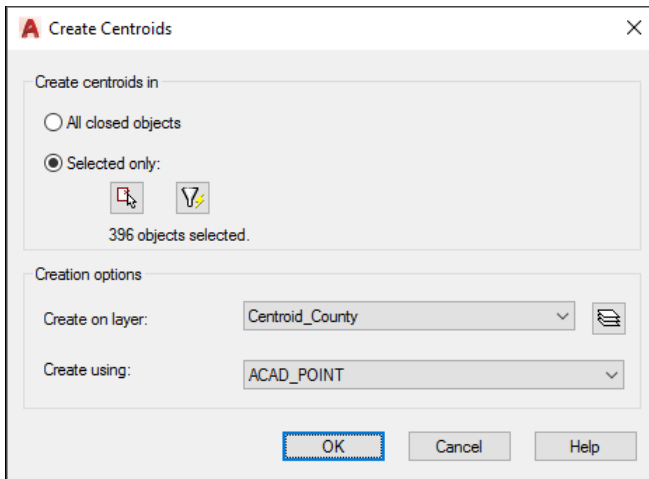 Create Centroids
Create centroids in
All closed objects
Selected only:
396 objects selected.
Creation options
Create on layer:
Centroid_County
Create using:
ACAD_POINT
OK
Cancel
Help